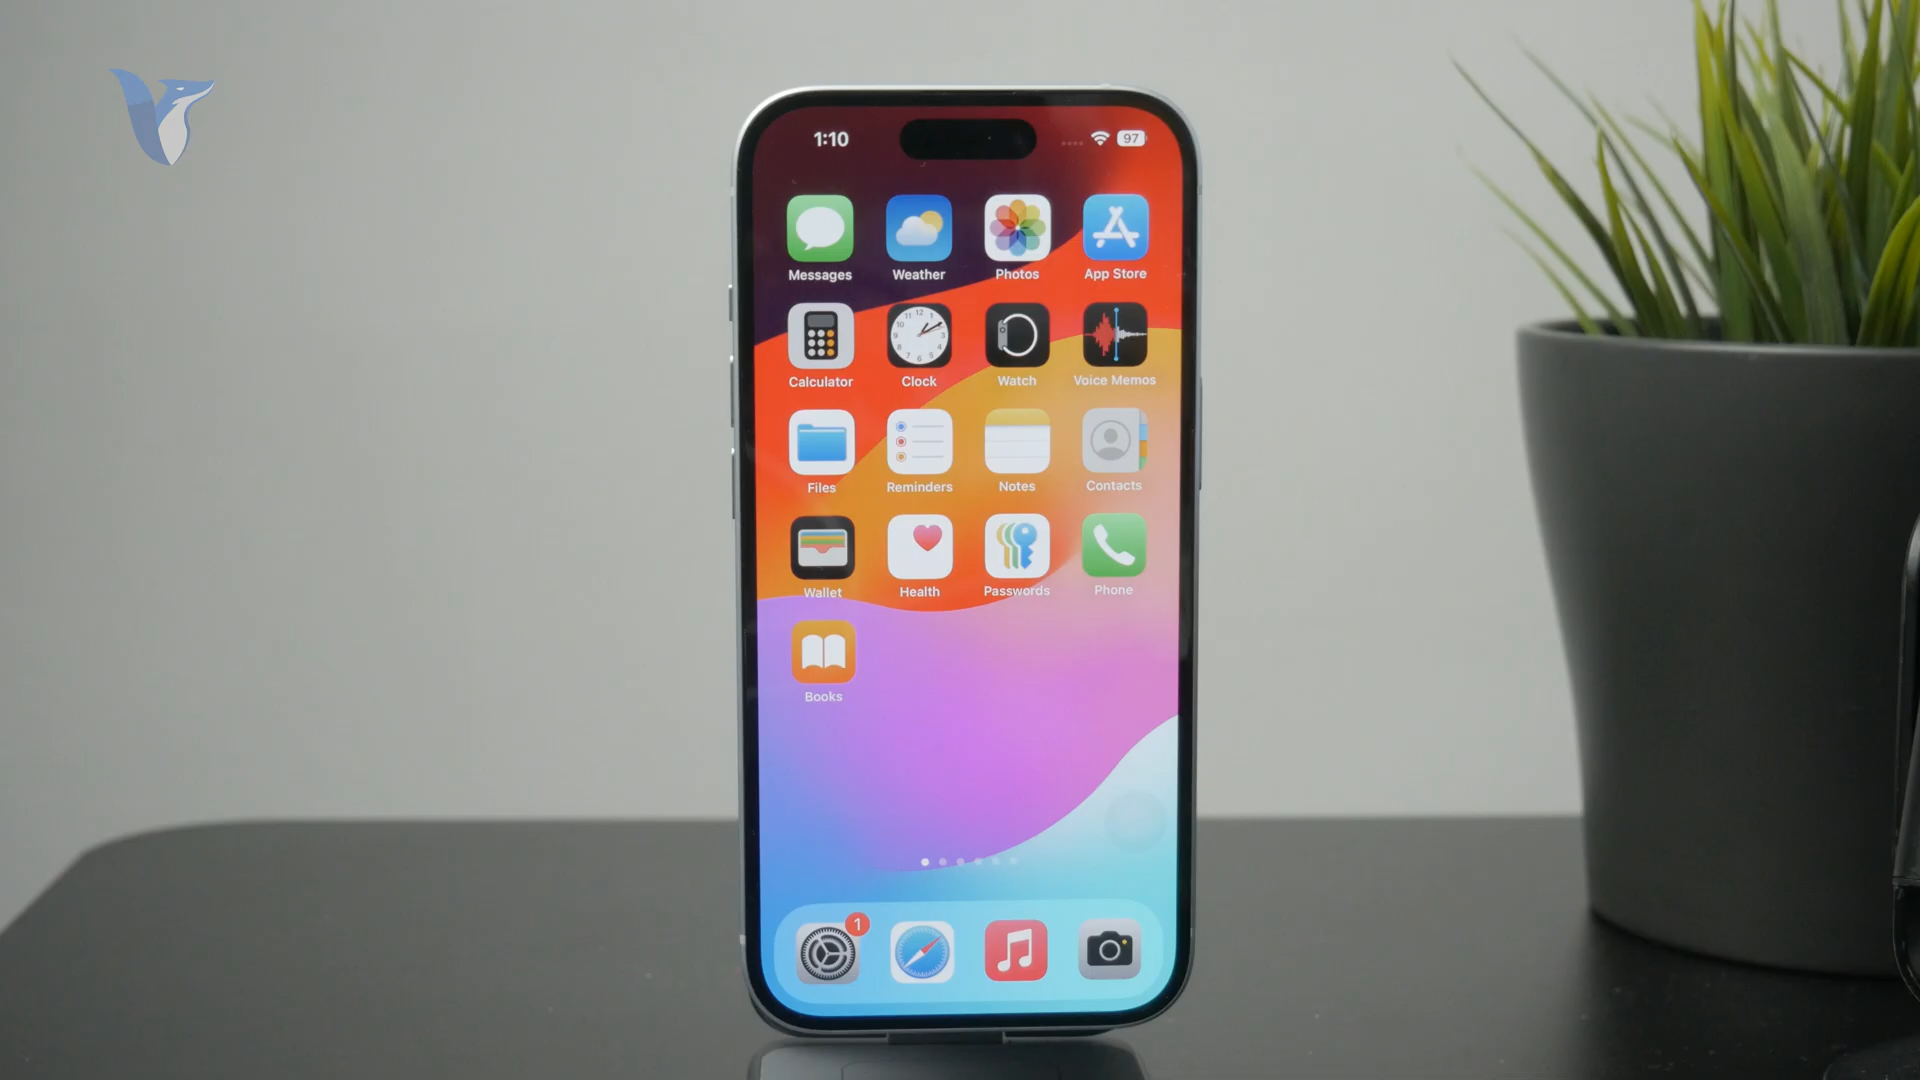 1:10
97
Messages Weather Photos App Store
Calculator Clock Watch Voice Memos
Files Reminders Notes Contacts
Wallet Health Passwords Phone
Books
1